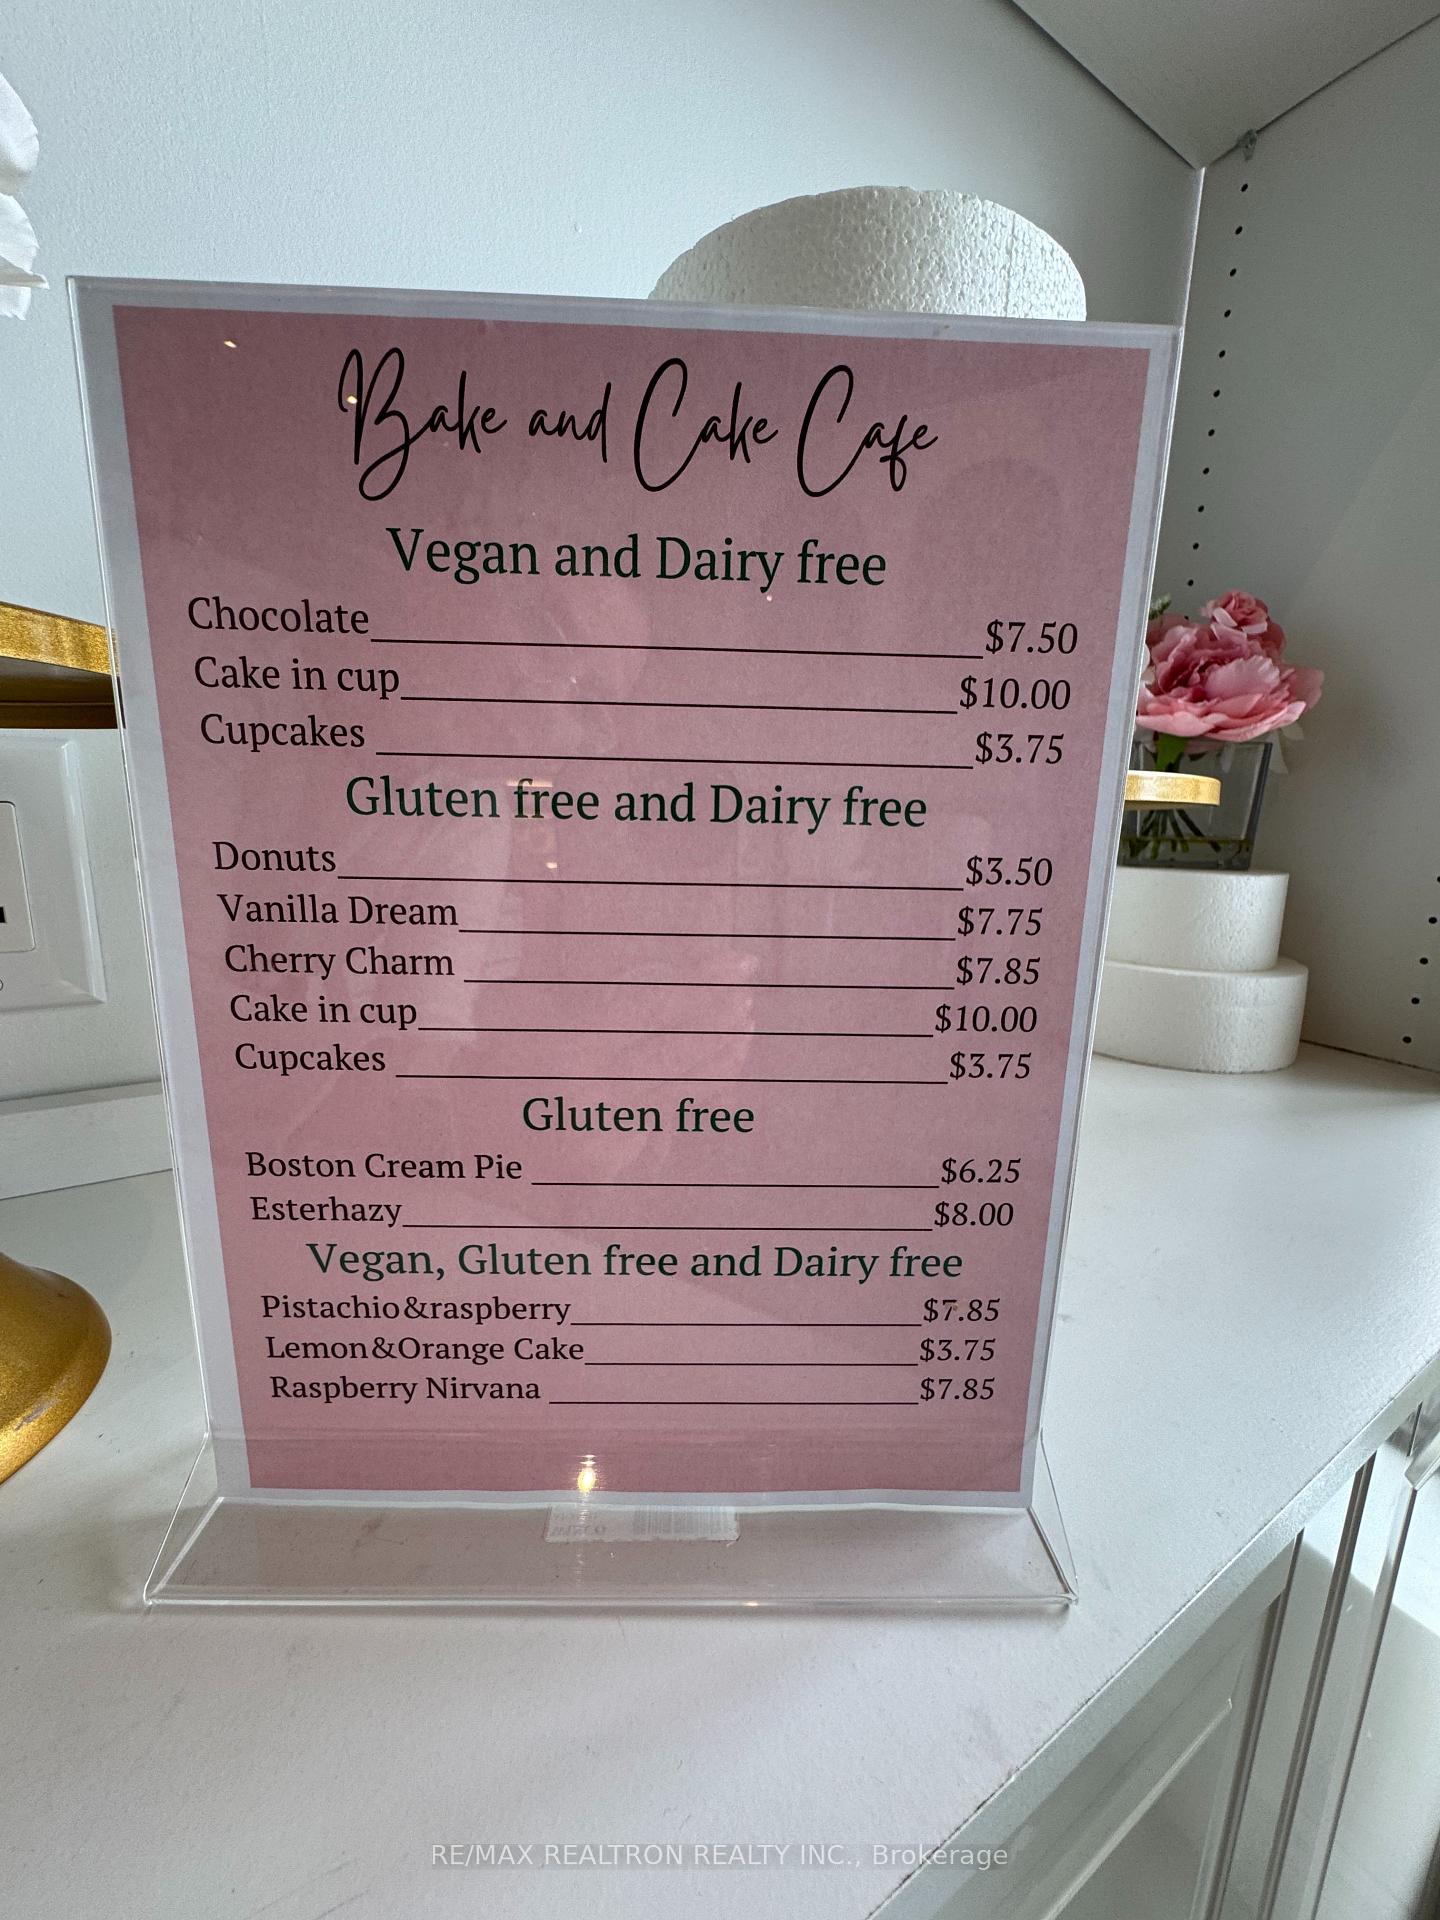 Bake and Cake Cafe
Vegan and Dairy free
Chocolate $7.50
Cake in cup $10.00
Cupcakes $3.75
Gluten free and Dairy free
Donuts $3.50
Vanilla Dream $7.75
Cherry Charm $7.85
Cake in cup $10.00
Cupcakes $3.75
Gluten free
Boston Cream Pie $6.25
Esterhazy $8.00
Vegan, Gluten free and Dairy free
Pistachio&raspberry $7.85
Lemon&Orange Cake $3.75
Raspberry Nirvana $7.85
RE/MAX REALTRON REALTY INC., Brokerage